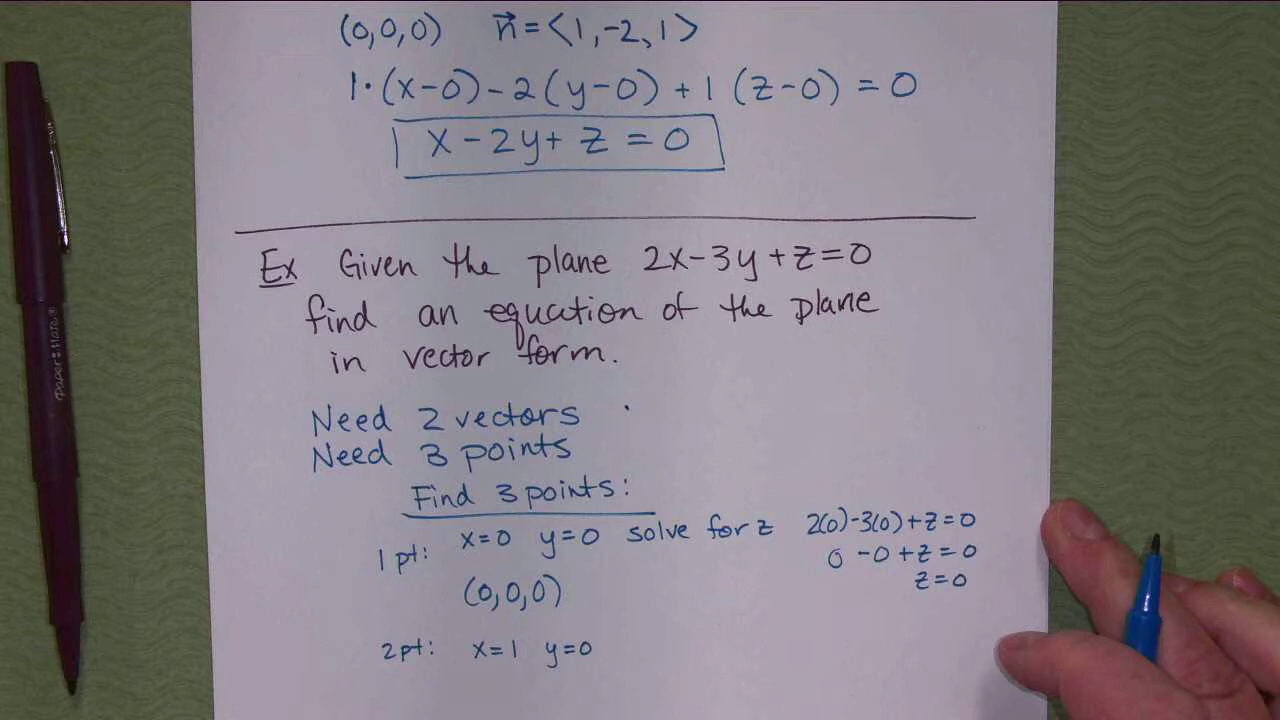 (0,0,0) n⃗ = <1,-2,1>
1·(x-0)-2(y-0)+1(z-0)=0
x-2y+z=0
Ex Given the plane 2x-3y+z=0
find an equation of the plane
in vector form.
Need 2 vectors
Need 3 points
Find 3 points:
1 pt: x=0 y=0 solve for z 2(0)-3(0)+z=0
0-0+z=0
z=0
(0,0,0)
2pt: x=1 y=0
Paper:Mate®